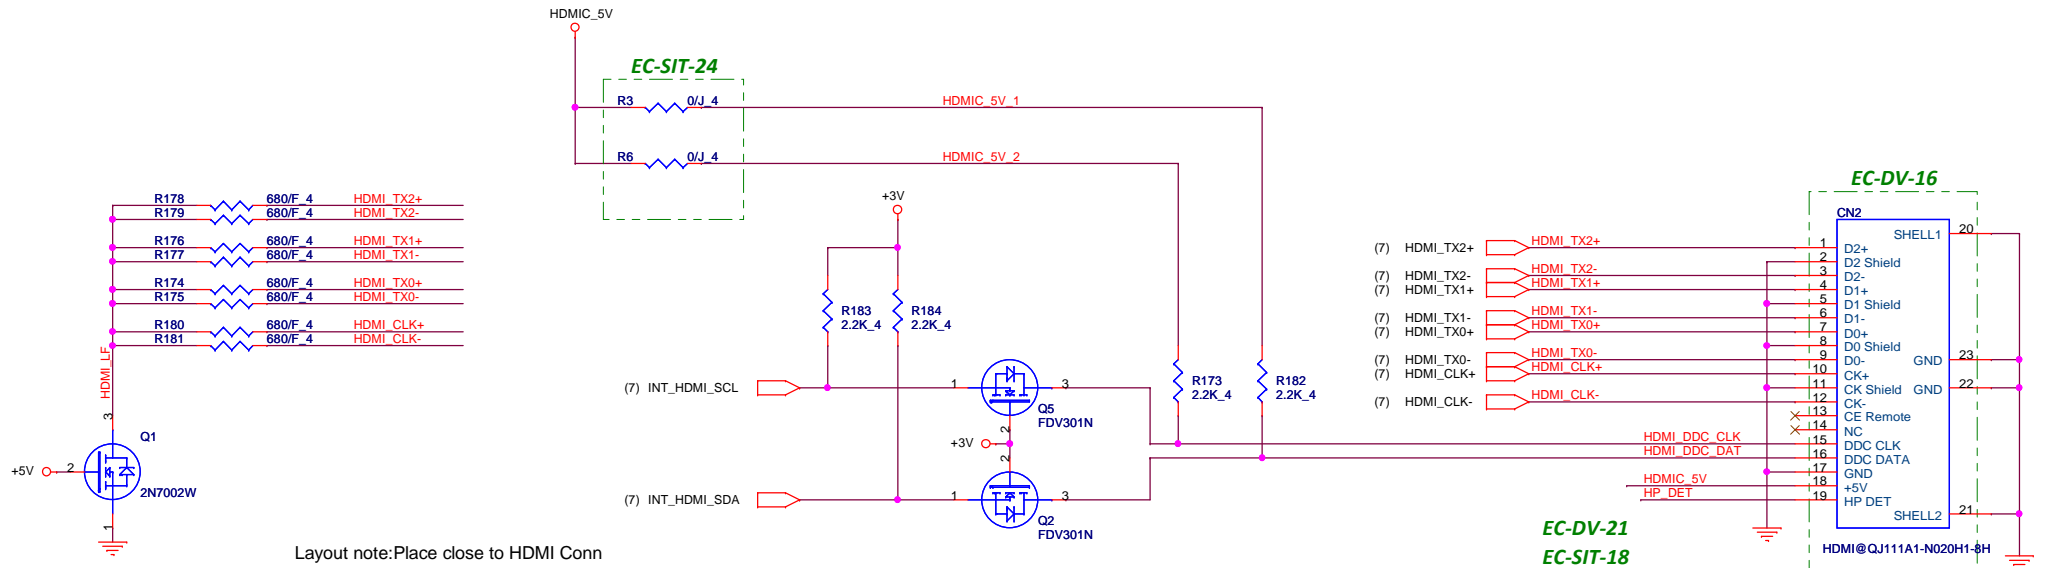 HDMIC_5V
EC-SIT-24
R3 0/J_4 HDMIC_5V_1
R6 0/J_4 HDMIC_5V_2
+3V
R178 680/F_4 HDMI_TX2+
R179 680/F_4 HDMI_TX2-
R176 680/F_4 HDMI_TX1+
R177 680/F_4 HDMI_TX1-
R174 680/F_4 HDMI_TX0+
R175 680/F_4 HDMI_TX0-
R180 680/F_4 HDMI_CLK+
R181 680/F_4 HDMI_CLK-
HDMI_LF
3
Q1
+5V 2
2N7002W
1
Layout note:Place close to HDMI Conn
R183
2.2K_4
R184
2.2K_4
(7) INT_HDMI_SCL 1 3
Q5
FDV301N
2
+3V
2
(7) INT_HDMI_SDA 1 3
Q2
FDV301N
R173
2.2K_4
R182
2.2K_4
EC-DV-16
CN2
(7) HDMI_TX2+ HDMI_TX2+ 1 D2+
2 D2 Shield
(7) HDMI_TX2- HDMI_TX2- 3 D2-
(7) HDMI_TX1+ HDMI_TX1+ 4 D1+
5 D1 Shield
(7) HDMI_TX1- HDMI_TX1- 6 D1-
(7) HDMI_TX0+ HDMI_TX0+ 7 D0+
8 D0 Shield
(7) HDMI_TX0- HDMI_TX0- 9 D0-
(7) HDMI_CLK+ HDMI_CLK+ 10 CK+
11 CK Shield
(7) HDMI_CLK- HDMI_CLK- 12 CK-
13 CE Remote
14 NC
HDMI_DDC_CLK 15 DDC CLK
HDMI_DDC_DAT 16 DDC DATA
17 GND
HDMIC_5V 18 +5V
HP_DET 19 HP DET
SHELL1 20
GND 23
GND 22
SHELL2 21
EC-DV-21
EC-SIT-18
HDMI@QJ111A1-N020H1-8H